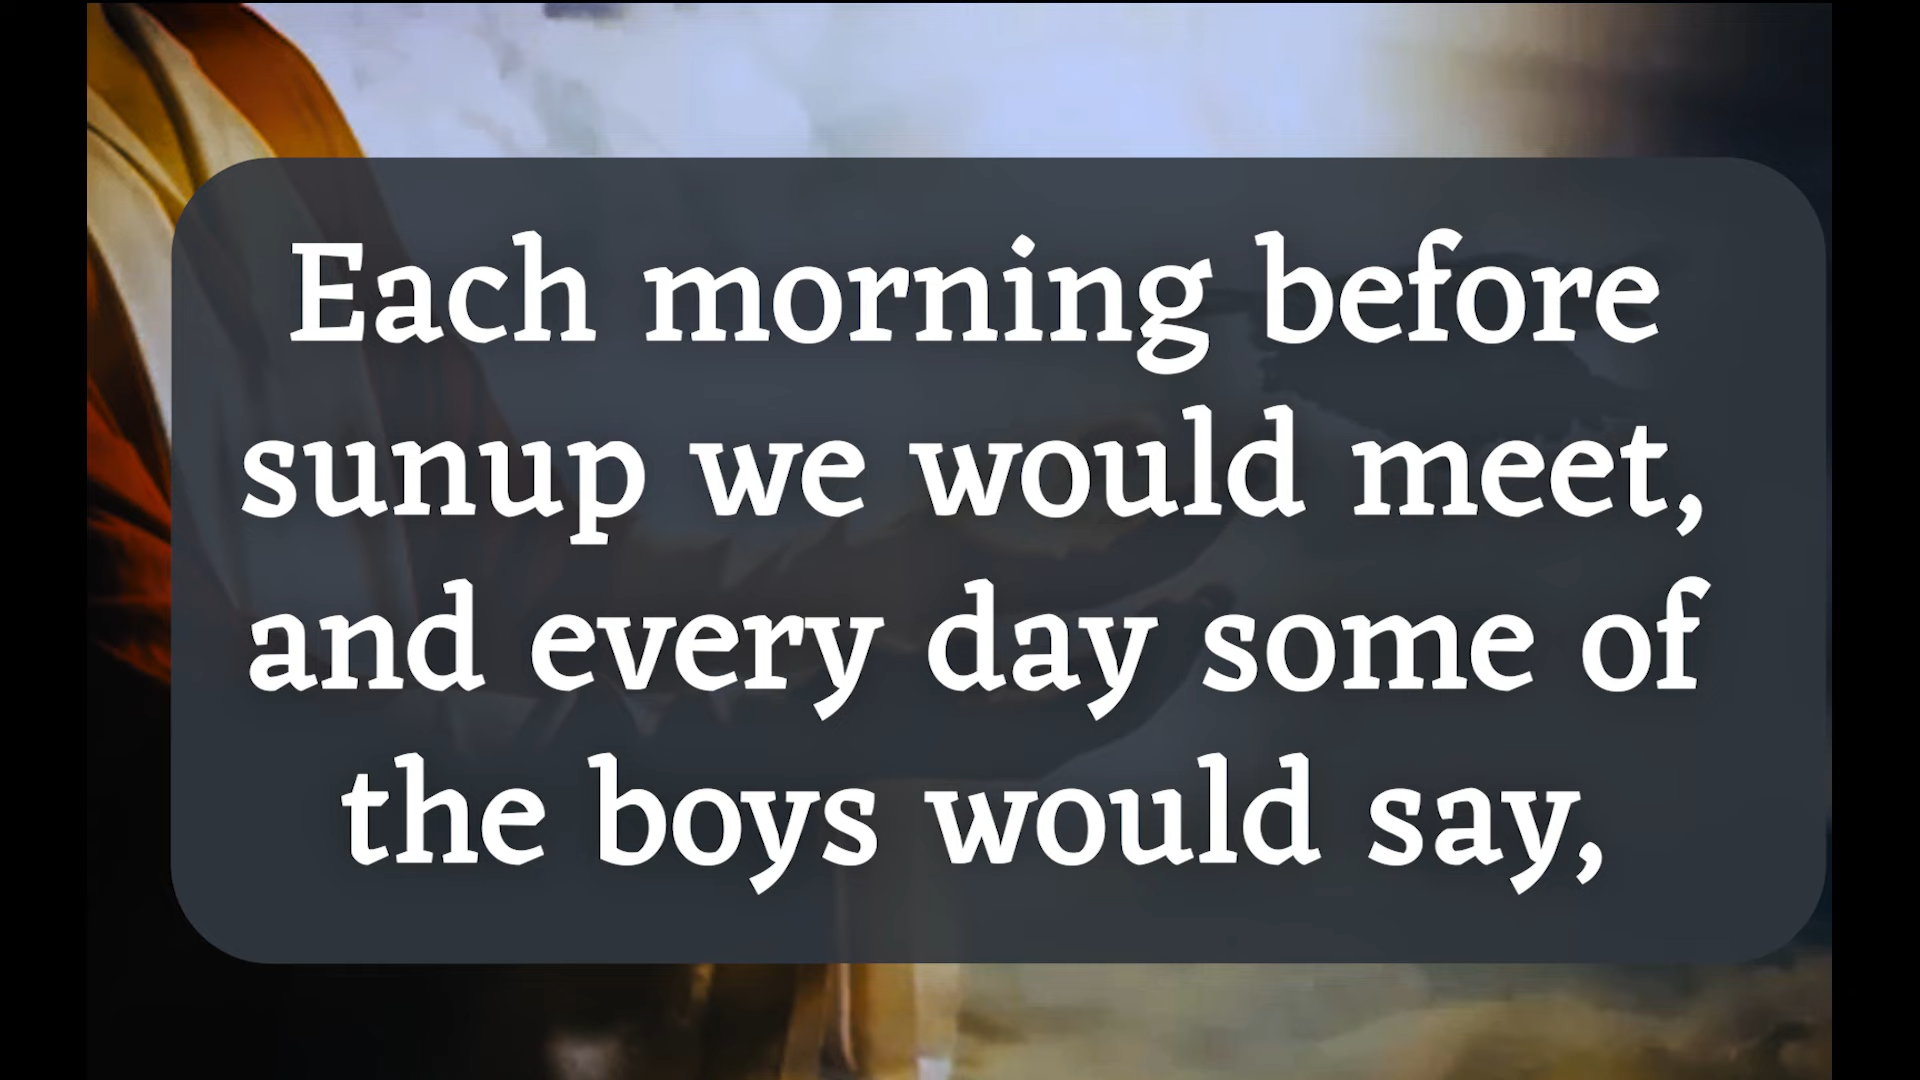 Each morning before
sunup we would meet,
and every day some of
the boys would say,